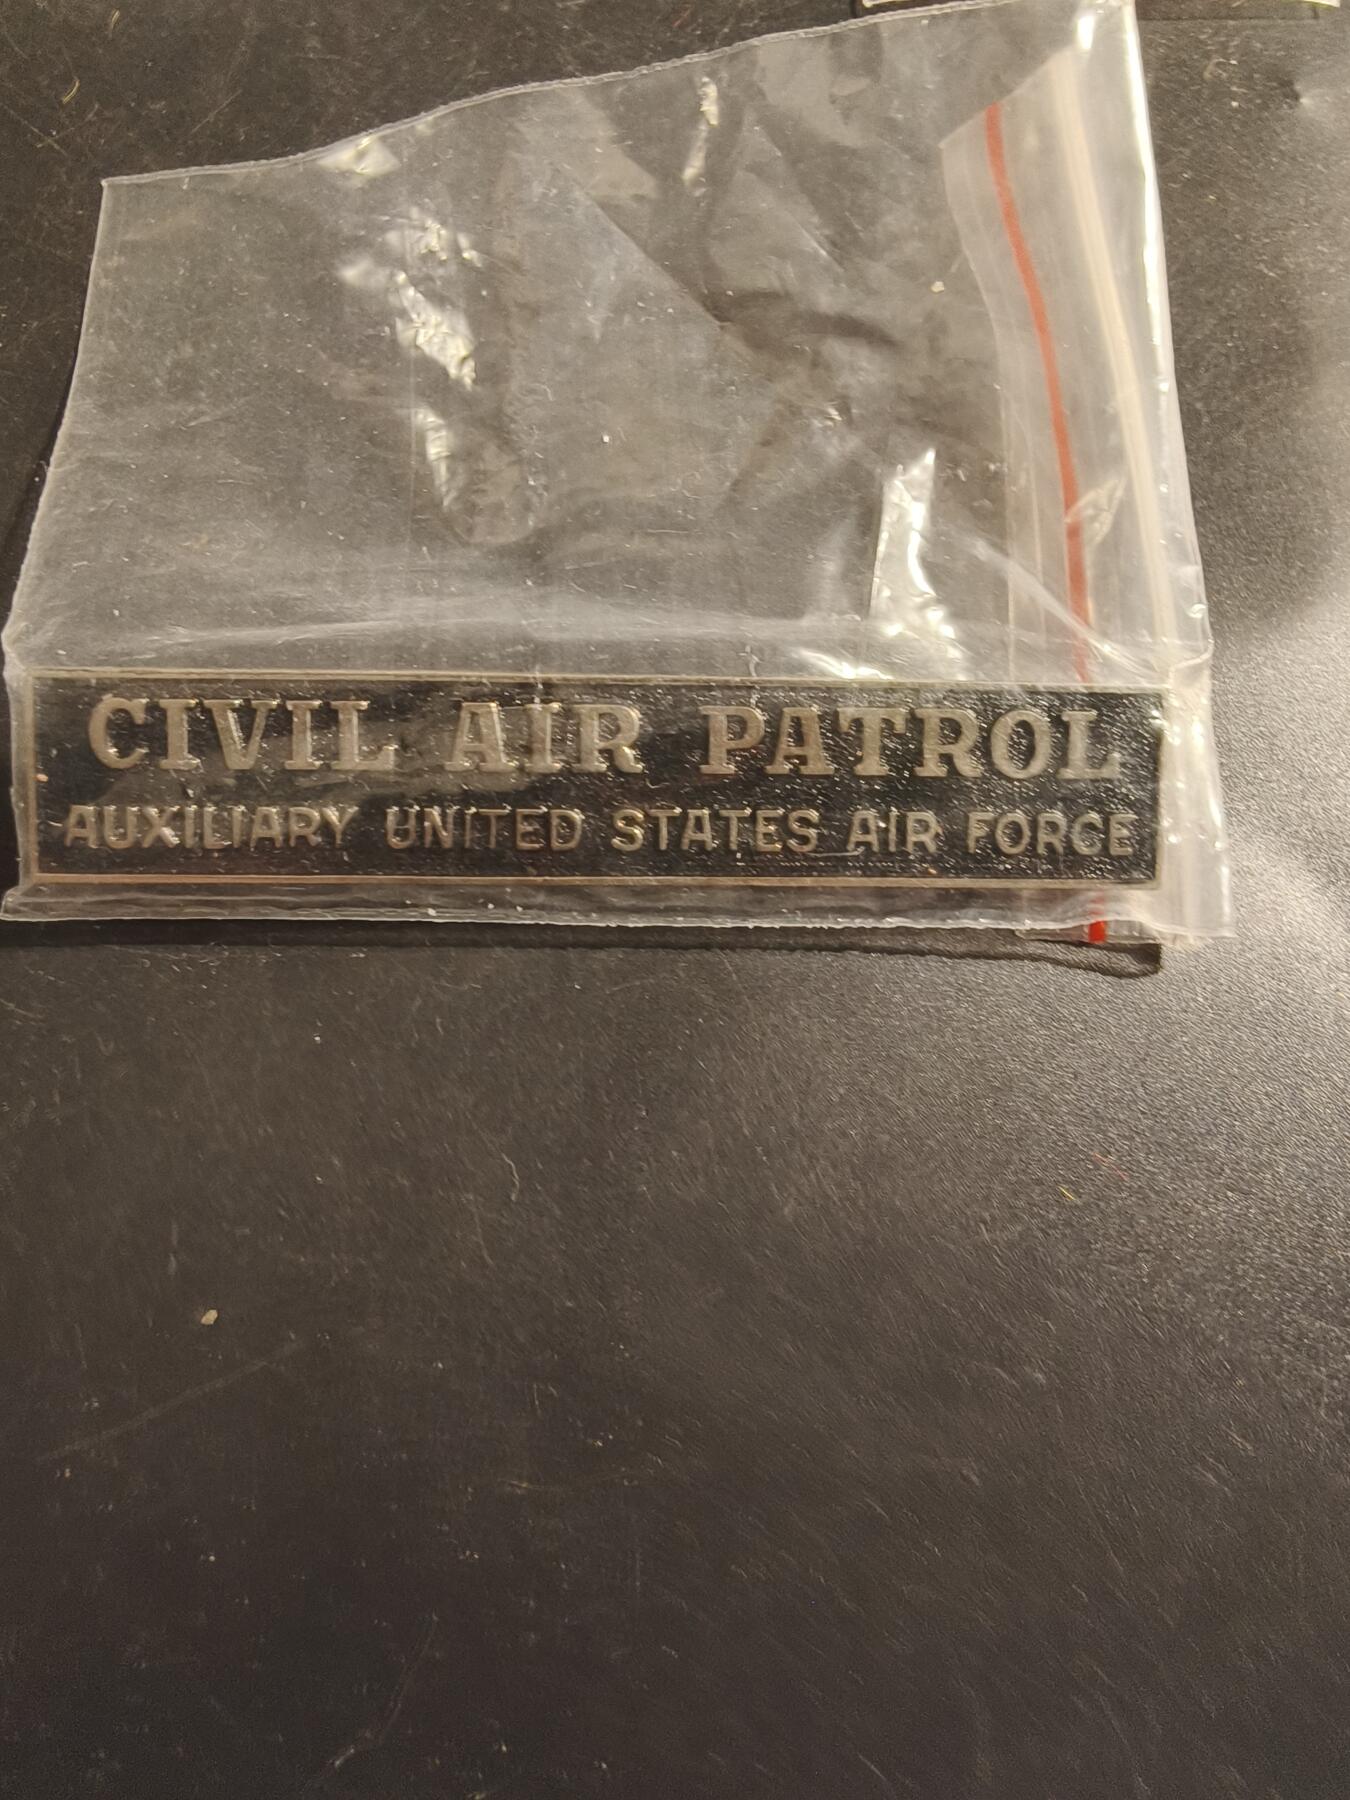 CIVIL AIR PATROL
AUXILIARY UNITED STATES AIR FORCE